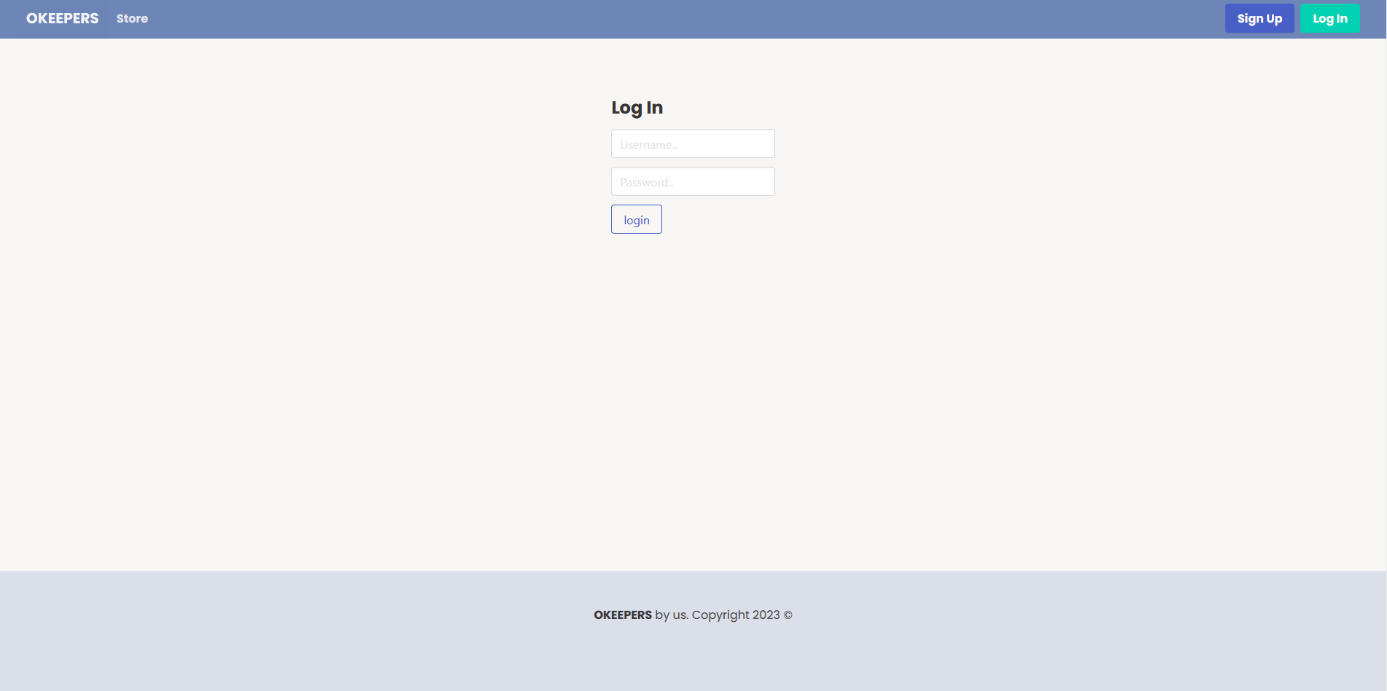 OKEEPERS Store Sign Up Log In
Log In
Username..
Password..
login
OKEEPERS by us. Copyright 2023 ©